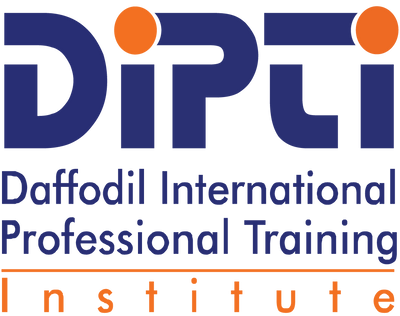 DiPTi
Daffodil International
Professional Training
Institute